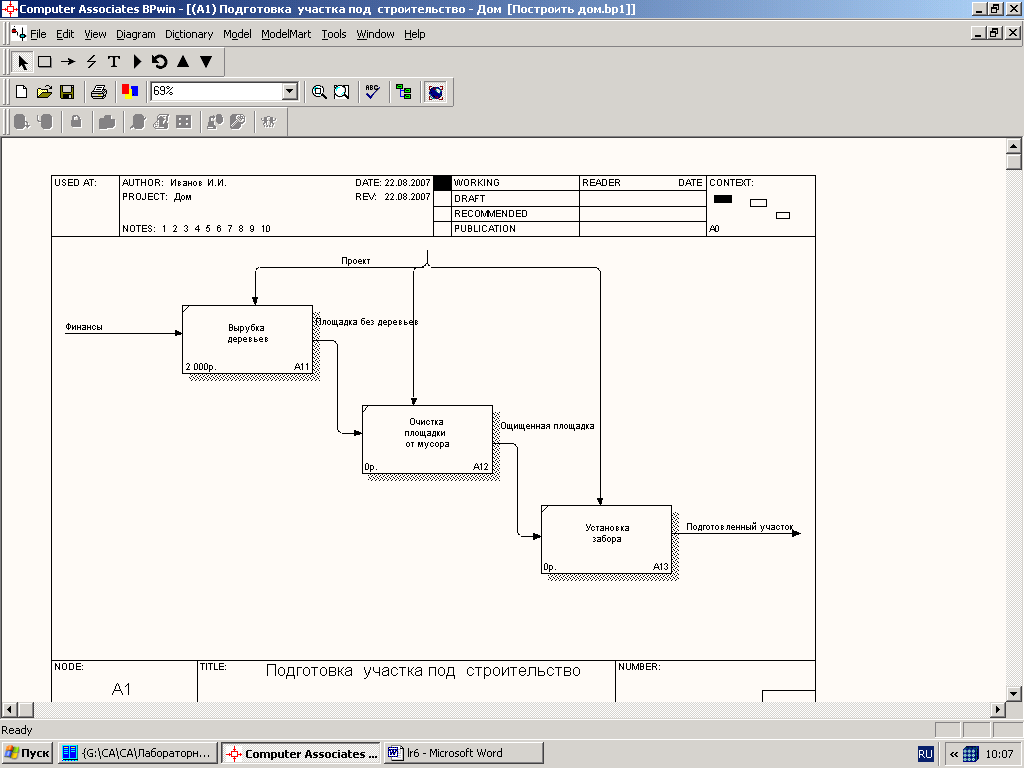 Computer Associates BPwin - [(A1) Подготовка участка под строительство - Дом [Построить дом.bp1]]
File Edit View Diagram Dictionary Model ModelMart Tools Window Help
69%
USED AT:
AUTHOR: Иванов И.И.
DATE: 22.08.2007
WORKING
READER
DATE
CONTEXT:
PROJECT: Дом
REV: 22.08.2007
DRAFT
RECOMMENDED
NOTES: 1 2 3 4 5 6 7 8 9 10
PUBLICATION
A0
Проект
Финансы
Вырубка
деревьев
2 000р.
A11
Площадка без деревьев
Очистка
площадки
от мусора
0р.
A12
Ощищенная площадка
Установка
забора
0р.
A13
Подготовленный участок
NODE:
TITLE:
Подготовка участка под строительство
NUMBER:
A1
Ready
Пуск
{G:\CA\CA\Лабораторн...
Computer Associates ...
lr6 - Microsoft Word
RU
«
10:07